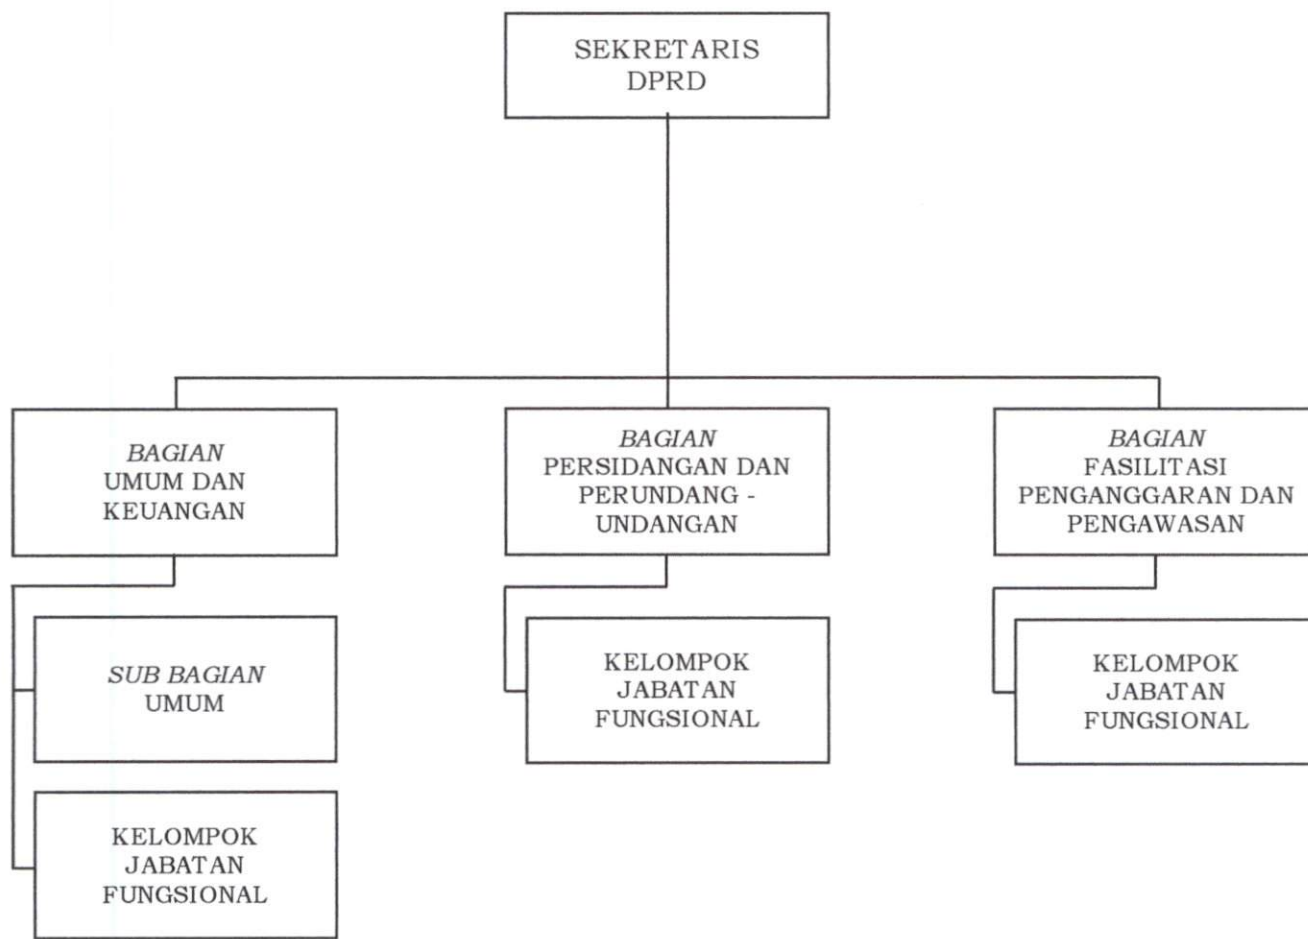 SEKRETARIS
DPRD
BAGIAN
UMUM DAN
KEUANGAN
BAGIAN
PERSIDANGAN DAN
PERUNDANG -
UNDANGAN
BAGIAN
FASILITASI
PENGANGGARAN DAN
PENGAWASAN
SUB BAGIAN
UMUM
KELOMPOK
JABATAN
FUNGSIONAL
KELOMPOK
JABATAN
FUNGSIONAL
KELOMPOK
JABATAN
FUNGSIONAL